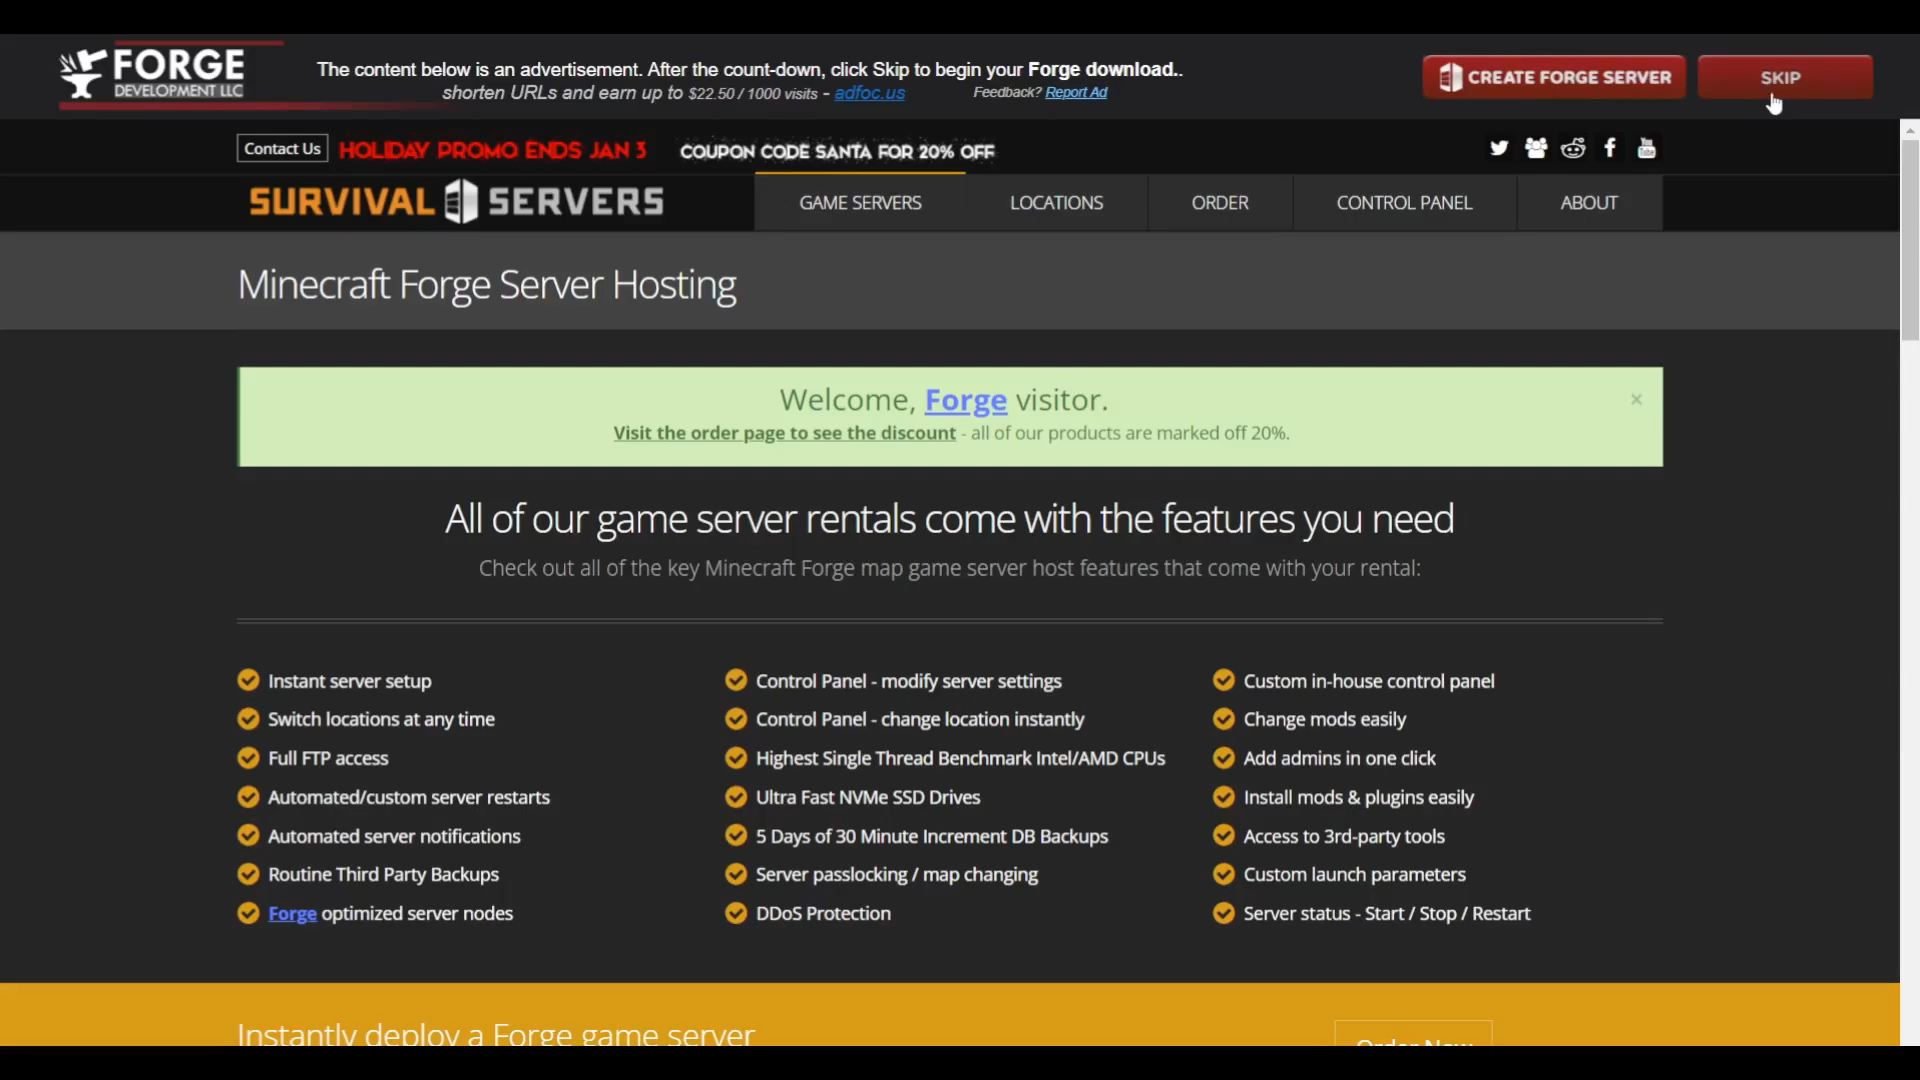 FORGE
DEVELOPMENT LLC
The content below is an advertisement. After the count-down, click Skip to begin your Forge download..
shorten URLs and earn up to $22.50 / 1000 visits - adfoc.us
Feedback? Report Ad
CREATE FORGE SERVER
SKIP
Contact Us
HOLIDAY PROMO ENDS JAN 3
COUPON CODE SANTA FOR 20% OFF
SURVIVAL SERVERS
GAME SERVERS
LOCATIONS
ORDER
CONTROL PANEL
ABOUT
Minecraft Forge Server Hosting
Welcome, Forge visitor.
×
Visit the order page to see the discount - all of our products are marked off 20%.
All of our game server rentals come with the features you need
Check out all of the key Minecraft Forge map game server host features that come with your rental:
Instant server setup
Switch locations at any time
Full FTP access
Automated/custom server restarts
Automated server notifications
Routine Third Party Backups
Forge optimized server nodes
Control Panel - modify server settings
Control Panel - change location instantly
Highest Single Thread Benchmark Intel/AMD CPUs
Ultra Fast NVMe SSD Drives
5 Days of 30 Minute Increment DB Backups
Server passlocking / map changing
DDoS Protection
Custom in-house control panel
Change mods easily
Add admins in one click
Install mods & plugins easily
Access to 3rd-party tools
Custom launch parameters
Server status - Start / Stop / Restart
Instantly deploy a Forge game server
Order Now